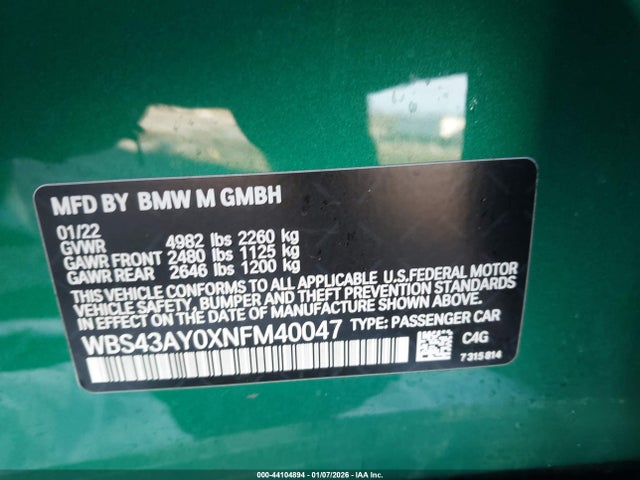 MFD BY BMW M GMBH
01/22
GVWR 4982 lbs 2260 kg
GAWR FRONT 2480 lbs 1125 kg
GAWR REAR 2646 lbs 1200 kg
THIS VEHICLE CONFORMS TO ALL APPLICABLE U.S.FEDERAL MOTOR
VEHICLE SAFETY, BUMPER, AND THEFT PREVENTION STANDARDS
IN EFFECT ON THE DATE OF MANUFACTURE SHOWN ABOVE.
WBS43AY0XNFM40047 TYPE: PASSENGER CAR
C4G
7315814
000-44104894 - 01/07/2026 - IAA Inc.